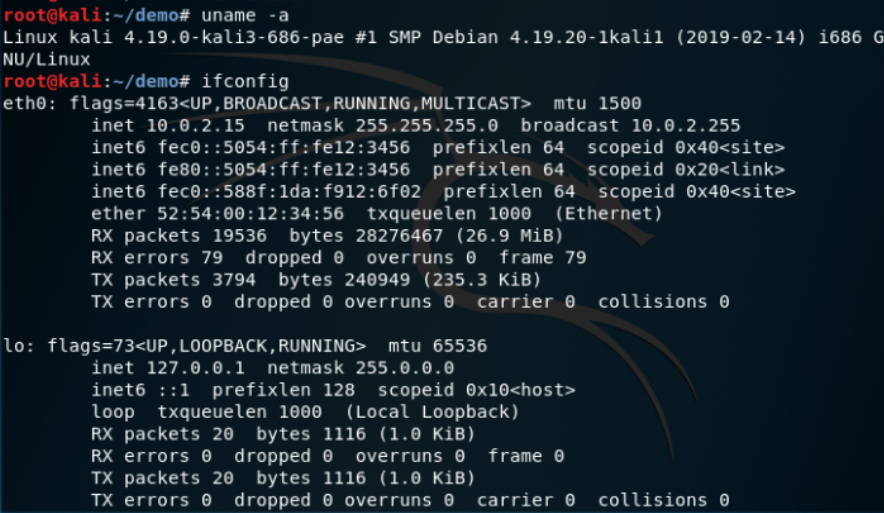 root@kali:~/demo# uname -a
Linux kali 4.19.0-kali3-686-pae #1 SMP Debian 4.19.20-1kali1 (2019-02-14) i686 G
NU/Linux
root@kali:~/demo# ifconfig
eth0: flags=4163<UP,BROADCAST,RUNNING,MULTICAST>  mtu 1500
        inet 10.0.2.15  netmask 255.255.255.0  broadcast 10.0.2.255
        inet6 fec0::5054:ff:fe12:3456  prefixlen 64  scopeid 0x40<site>
        inet6 fe80::5054:ff:fe12:3456  prefixlen 64  scopeid 0x20<link>
        inet6 fec0::588f:1da:f912:6f02  prefixlen 64  scopeid 0x40<site>
        ether 52:54:00:12:34:56  txqueuelen 1000  (Ethernet)
        RX packets 19536  bytes 28276467 (26.9 MiB)
        RX errors 79  dropped 0  overruns 0  frame 79
        TX packets 3794  bytes 240949 (235.3 KiB)
        TX errors 0  dropped 0 overruns 0  carrier 0  collisions 0

lo: flags=73<UP,LOOPBACK,RUNNING>  mtu 65536
        inet 127.0.0.1  netmask 255.0.0.0
        inet6 ::1  prefixlen 128  scopeid 0x10<host>
        loop  txqueuelen 1000  (Local Loopback)
        RX packets 20  bytes 1116 (1.0 KiB)
        RX errors 0  dropped 0  overruns 0  frame 0
        TX packets 20  bytes 1116 (1.0 KiB)
        TX errors 0  dropped 0 overruns 0  carrier 0  collisions 0